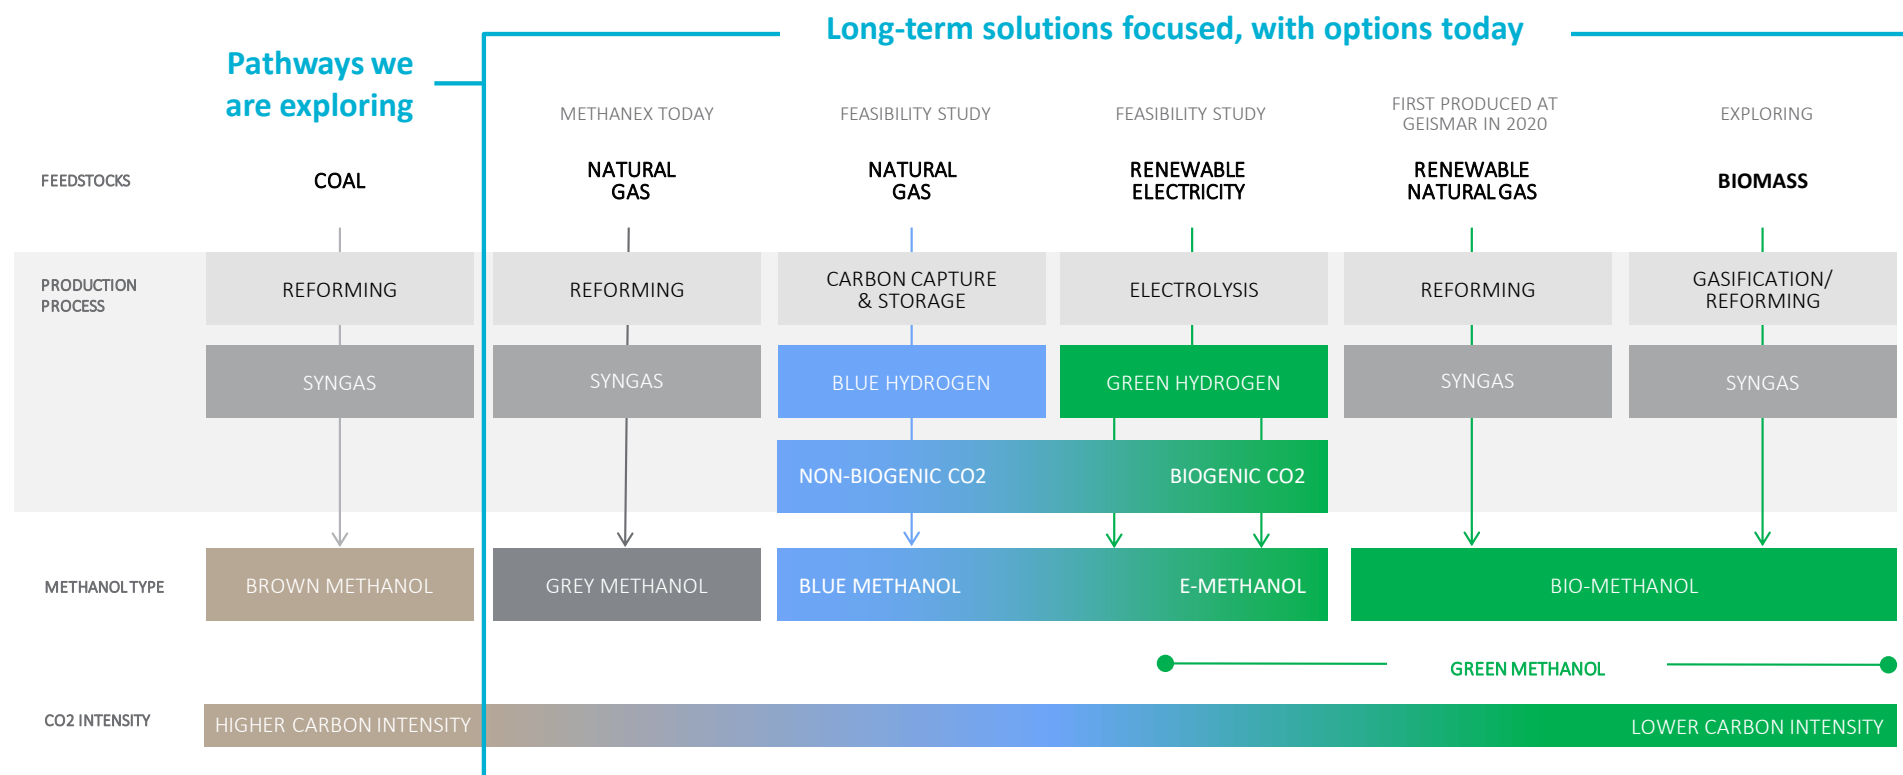 Long-term solutions focused, with options today
Pathways we
are exploring
METHANEX TODAY
FEASIBILITY STUDY
FEASIBILITY STUDY
FIRST PRODUCED AT
GEISMAR IN 2020
EXPLORING
FEEDSTOCKS
COAL
NATURAL
GAS
NATURAL
GAS
RENEWABLE
ELECTRICITY
RENEWABLE
NATURAL GAS
BIOMASS
PRODUCTION
PROCESS
REFORMING
REFORMING
CARBON CAPTURE
& STORAGE
ELECTROLYSIS
REFORMING
GASIFICATION/
REFORMING
SYNGAS
SYNGAS
BLUE HYDROGEN
GREEN HYDROGEN
SYNGAS
SYNGAS
NON-BIOGENIC CO2
BIOGENIC CO2
METHANOL TYPE
BROWN METHANOL
GREY METHANOL
BLUE METHANOL
E-METHANOL
BIO-METHANOL
GREEN METHANOL
CO2 INTENSITY
HIGHER CARBON INTENSITY
LOWER CARBON INTENSITY